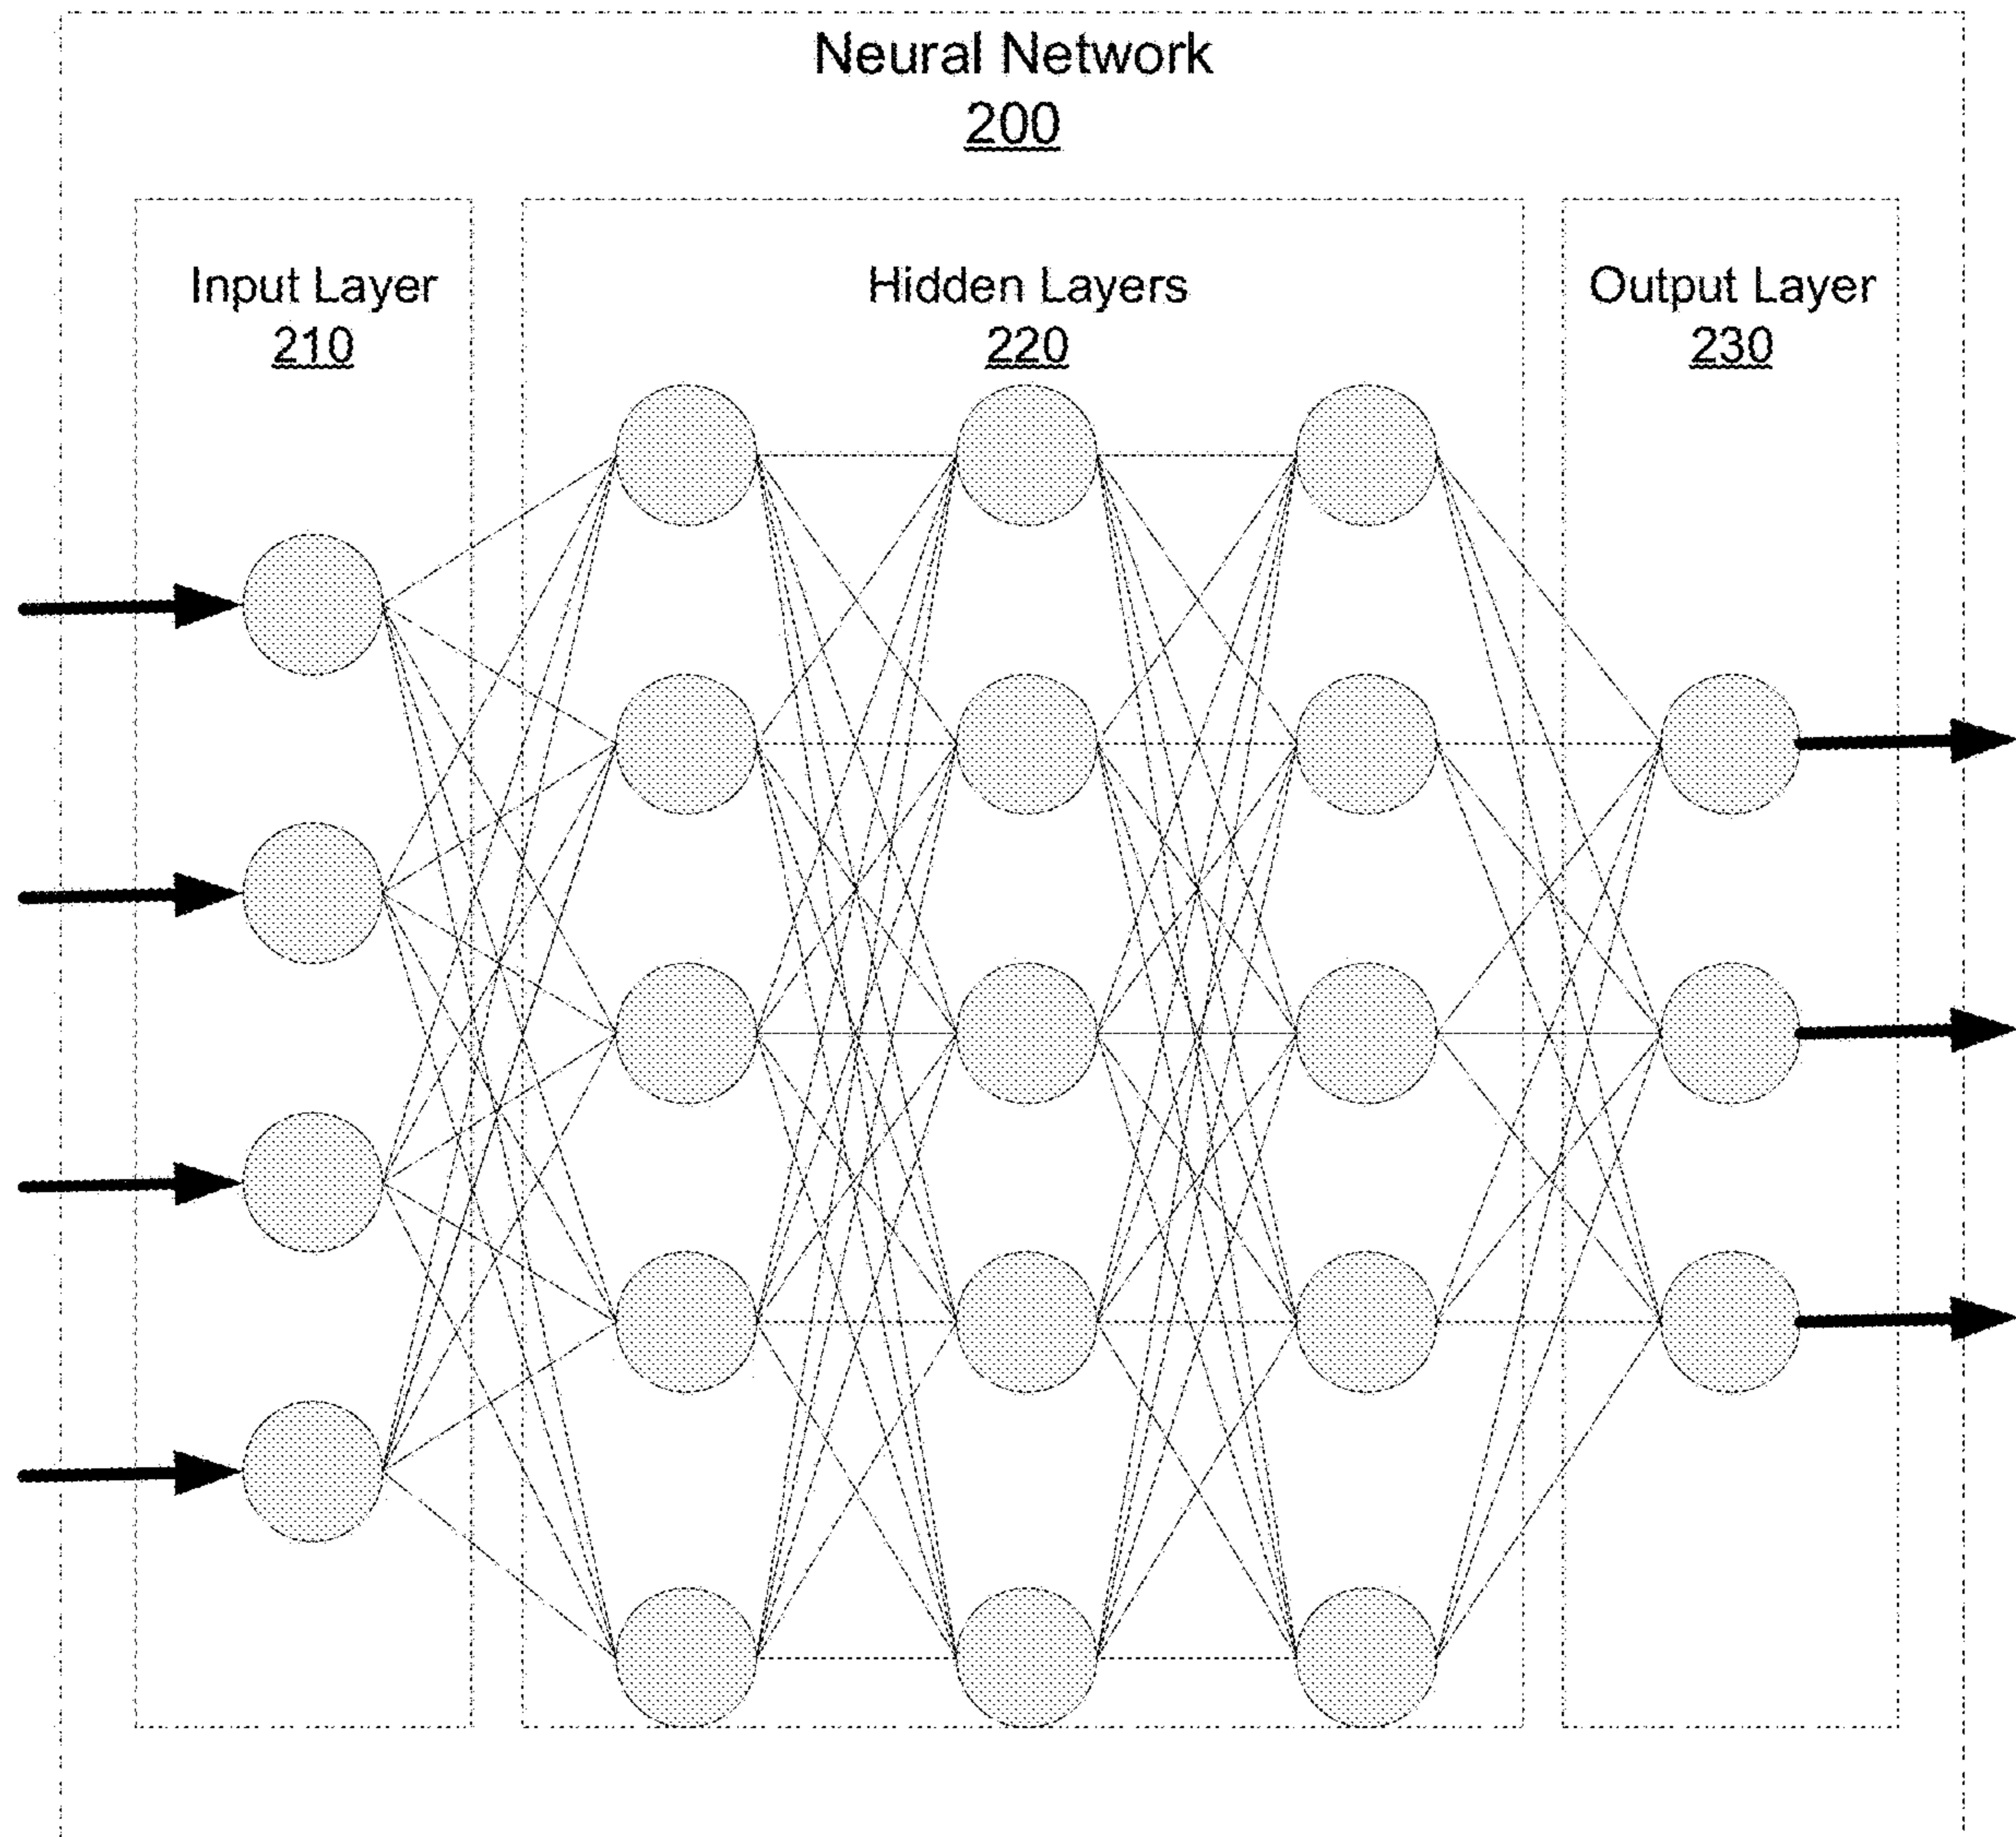 Neural Network
200
Input Layer
210
Hidden Layers
220
Output Layer
230